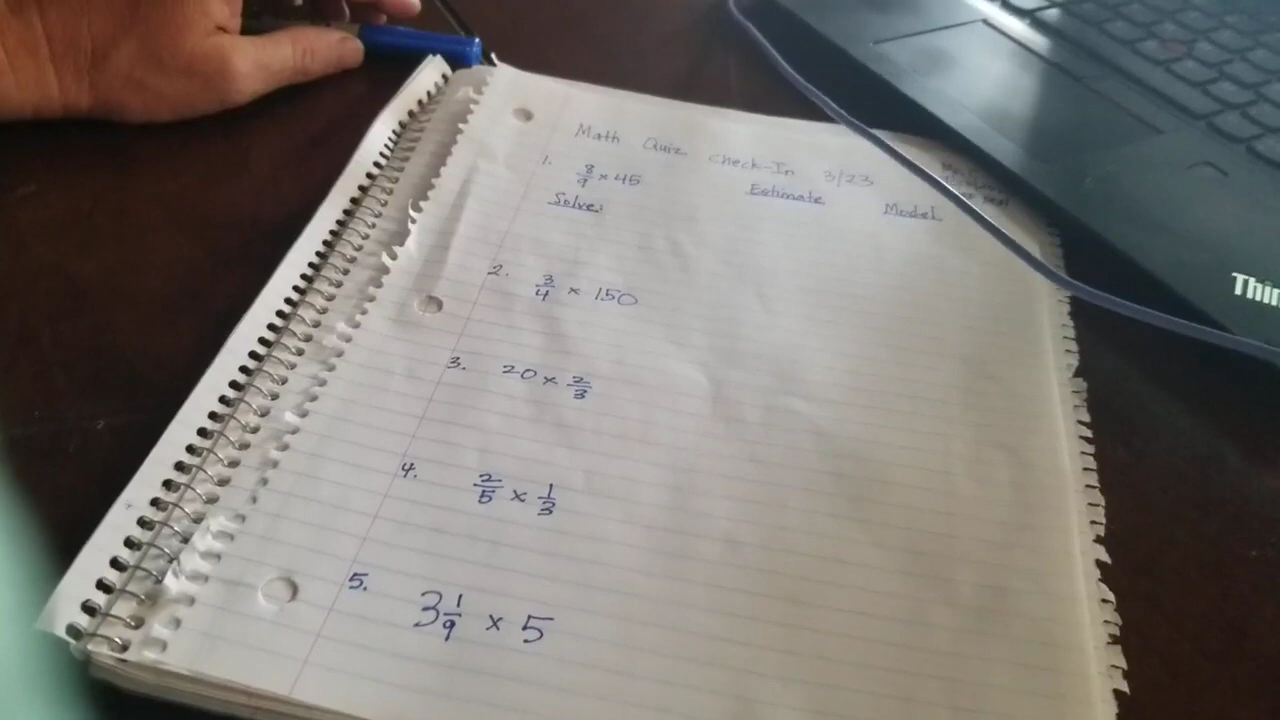 Math Quiz Check-In 3/23
1. 8/9 × 45
Solve: Estimate Model
2. 3/4 × 150
3. 20 × 2/3
4. 2/5 × 1/3
5. 3 1/9 × 5
Thin